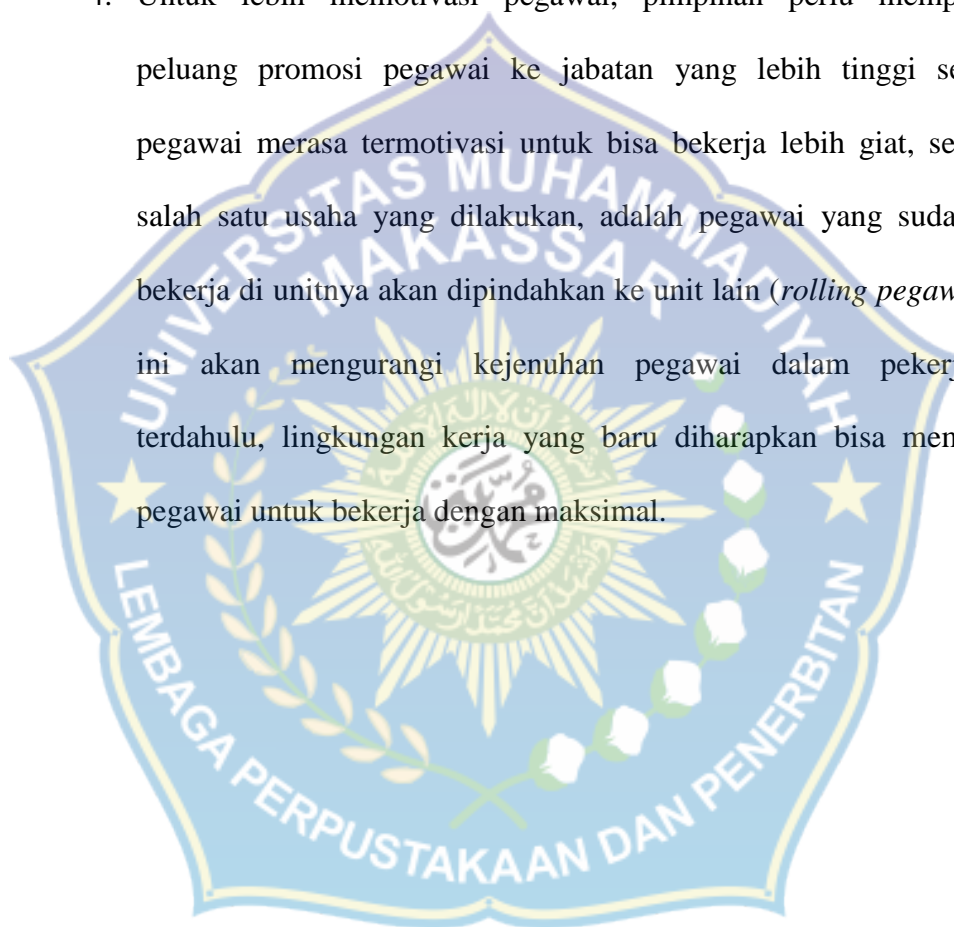 4. Untuk lebih memotivasi pegawai, pimpinan perlu memp
peluang promosi pegawai ke jabatan yang lebih tinggi se
pegawai merasa termotivasi untuk bisa bekerja lebih giat, se
salah satu usaha yang dilakukan, adalah pegawai yang suda
bekerja di unitnya akan dipindahkan ke unit lain (rolling pegaw
ini akan mengurangi kejenuhan pegawai dalam pekerj
terdahulu, lingkungan kerja yang baru diharapkan bisa men
pegawai untuk bekerja dengan maksimal.
UNIVERSITAS MUHAMMADIYAH
MAKASSAR
LEMBAGA PERPUSTAKAAN DAN PENERBITAN